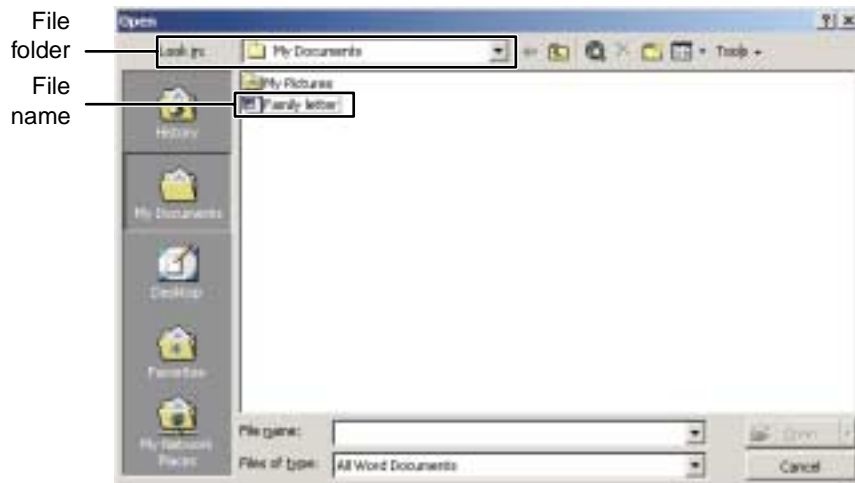 Open
File
folder
Look in:
My Documents
Tools
File
name
My Pictures
Family letter
History
My Documents
Desktop
Favorites
My Network
Places
File name:
Open
Files of type:
All Word Documents
Cancel